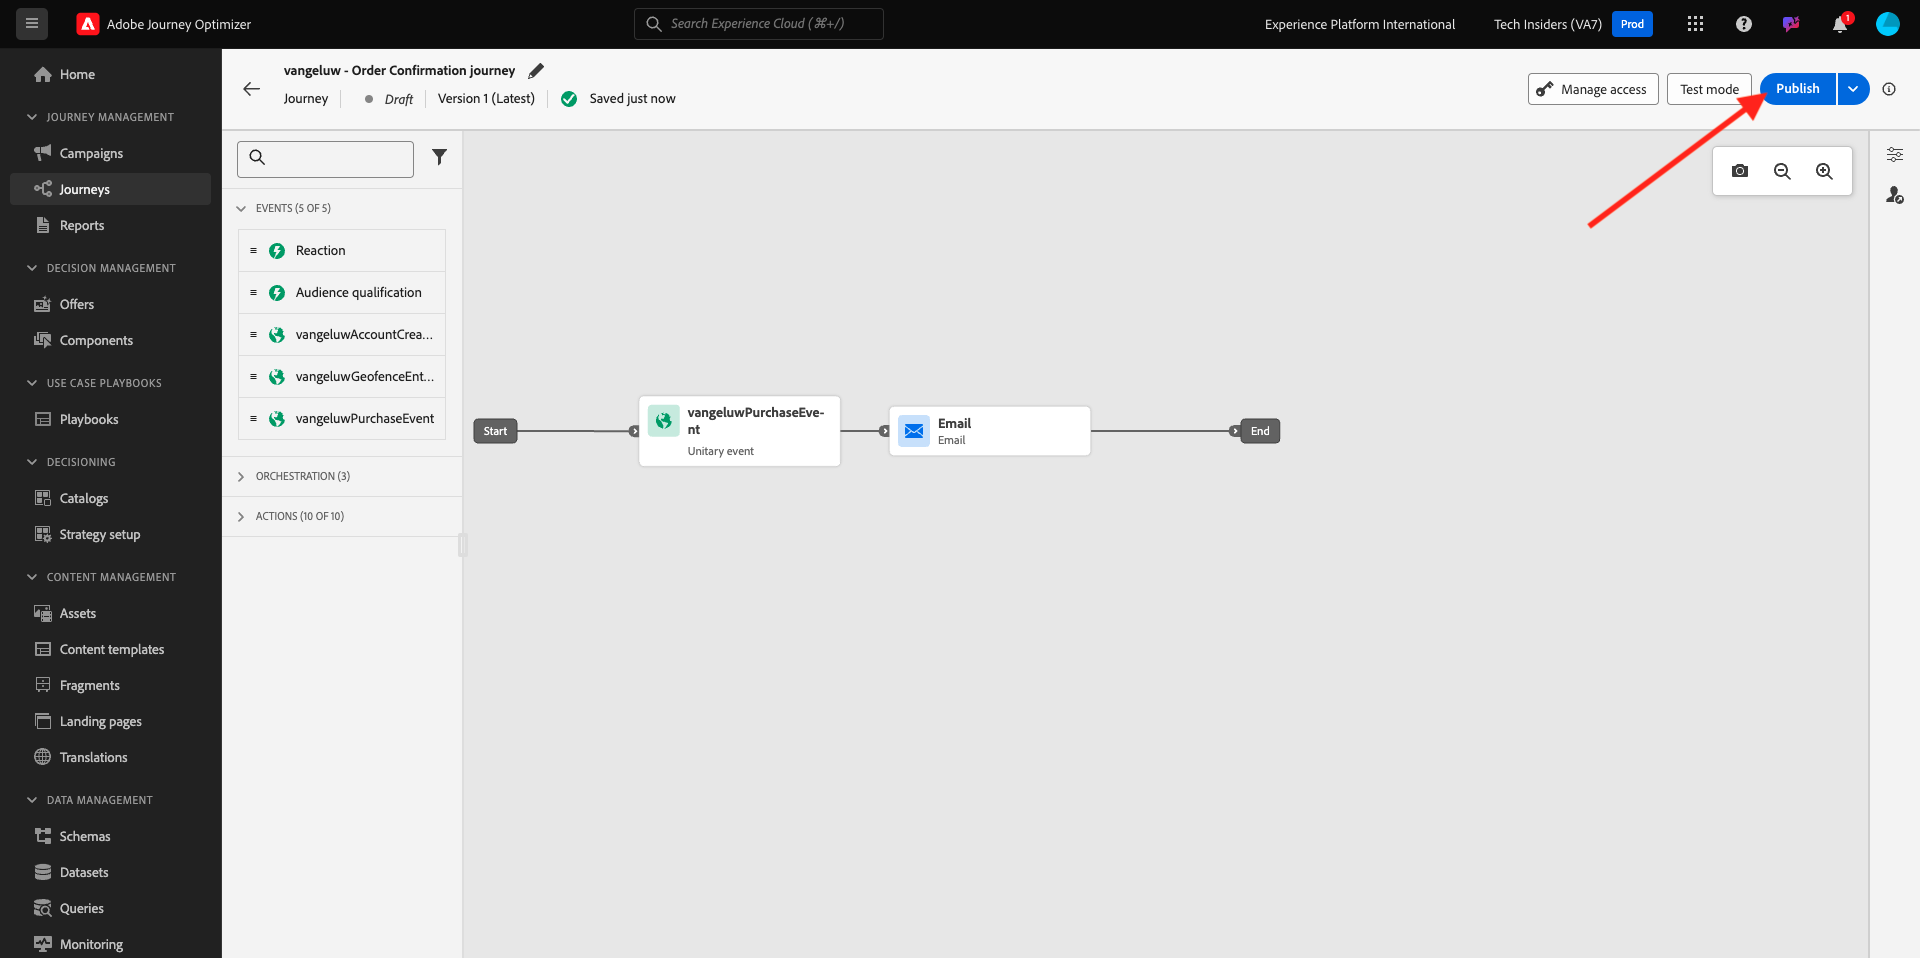 Adobe Journey Optimizer
Search Experience Cloud (⌘+/)
Experience Platform International
Tech Insiders (VA7)
Prod
1
Home
JOURNEY MANAGEMENT
Campaigns
Journeys
Reports
DECISION MANAGEMENT
Offers
Components
USE CASE PLAYBOOKS
Playbooks
DECISIONING
Catalogs
Strategy setup
CONTENT MANAGEMENT
Assets
Content templates
Fragments
Landing pages
Translations
DATA MANAGEMENT
Schemas
Datasets
Queries
Monitoring
vangeluw - Order Confirmation journey
Journey
Draft
Version 1 (Latest)
Saved just now
Manage access
Test mode
Publish
EVENTS (5 OF 5)
Reaction
Audience qualification
vangeluwAccountCrea...
vangeluwGeofenceEnt...
vangeluwPurchaseEvent
ORCHESTRATION (3)
ACTIONS (10 OF 10)
Start
vangeluwPurchaseEve-
nt
Unitary event
Email
Email
End